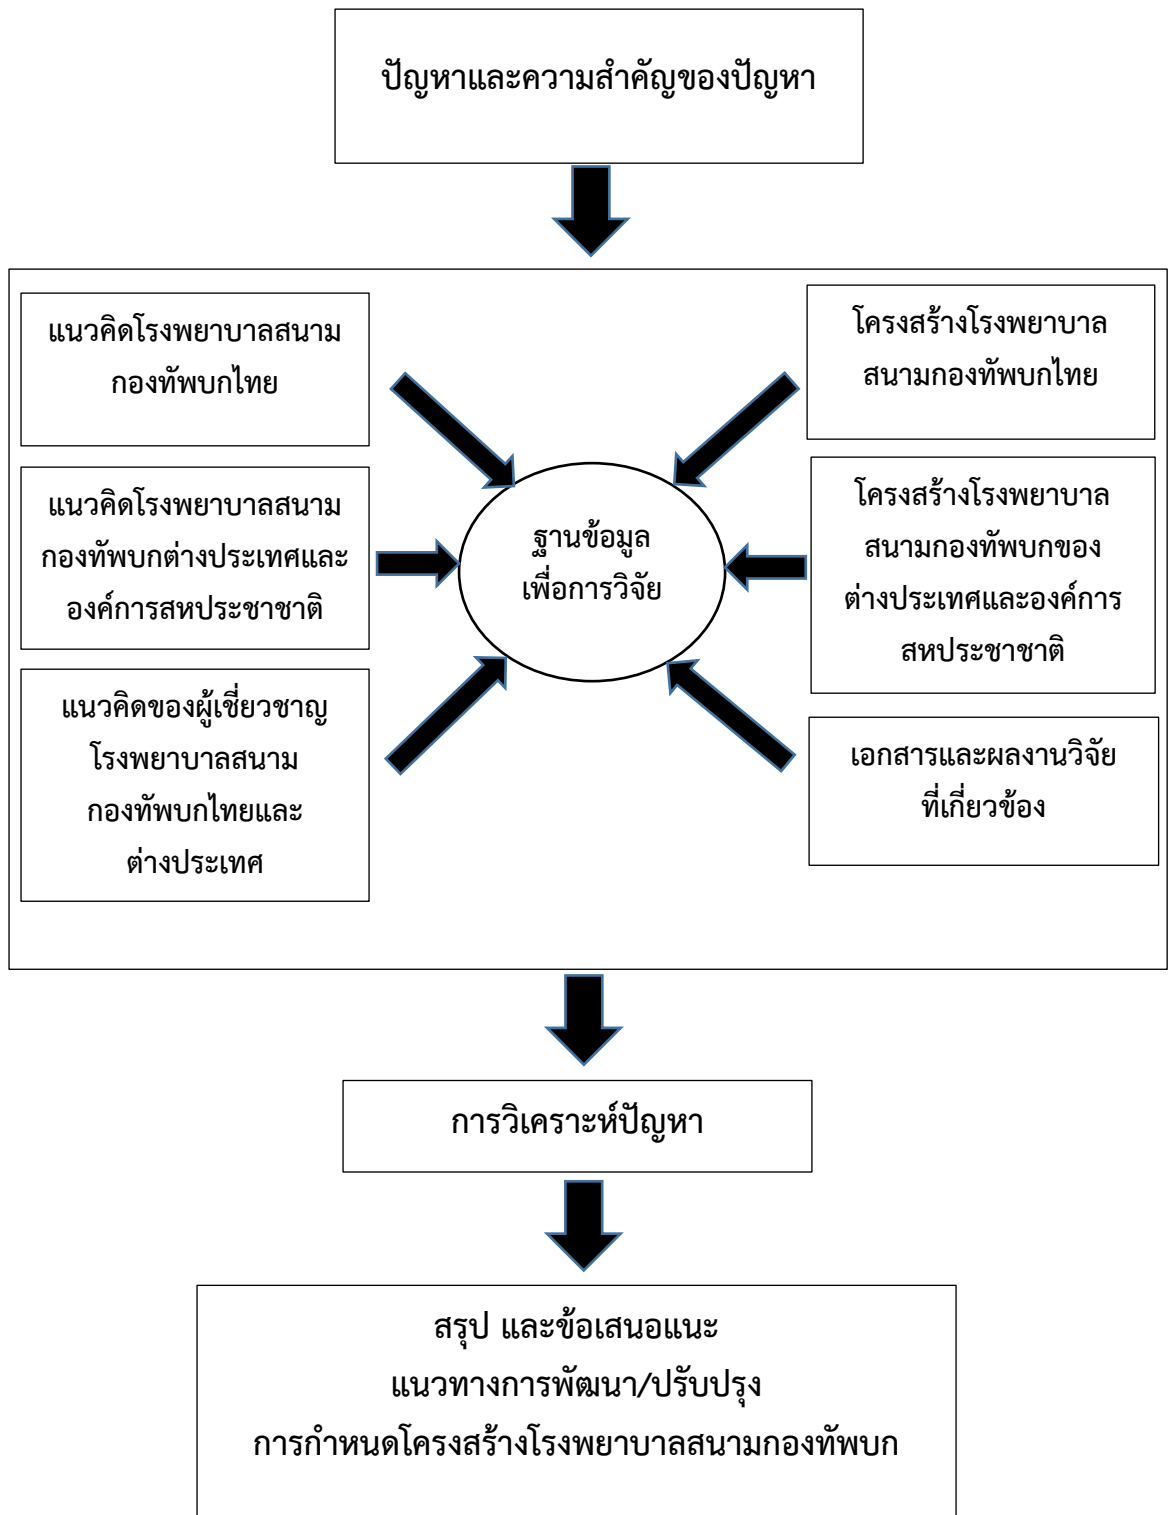 ปัญหาและความสำคัญของปัญหา
แนวคิดโรงพยาบาลสนาม
กองทัพบกไทย
แนวคิดโรงพยาบาลสนาม
กองทัพบกต่างประเทศและ
องค์การสหประชาชาติ
แนวคิดของผู้เชี่ยวชาญ
โรงพยาบาลสนาม
กองทัพบกไทยและ
ต่างประเทศ
ฐานข้อมูล
เพื่อการวิจัย
โครงสร้างโรงพยาบาล
สนามกองทัพบกไทย
โครงสร้างโรงพยาบาล
สนามกองทัพบกของ
ต่างประเทศและองค์การ
สหประชาชาติ
เอกสารและผลงานวิจัย
ที่เกี่ยวข้อง
การวิเคราะห์ปัญหา
สรุป และข้อเสนอแนะ
แนวทางการพัฒนา/ปรับปรุง
การกำหนดโครงสร้างโรงพยาบาลสนามกองทัพบก